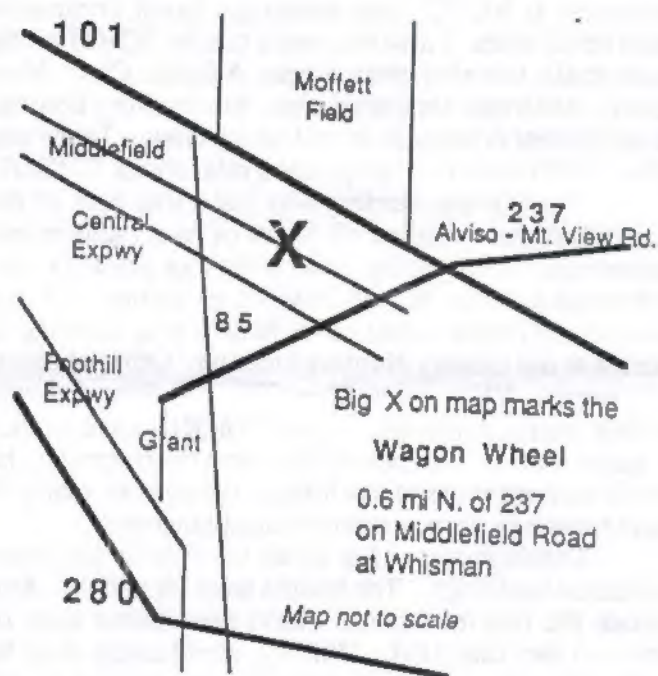 101
Moffett
Field
Middlefield
237
Alviso - Mt. View Rd.
Central
Expwy
X
85
Foothill
Expwy
Grant
Big X on map marks the
Wagon Wheel
0.6 mi N. of 237
on Middlefield Road
at Whisman.
280
Map not to scale